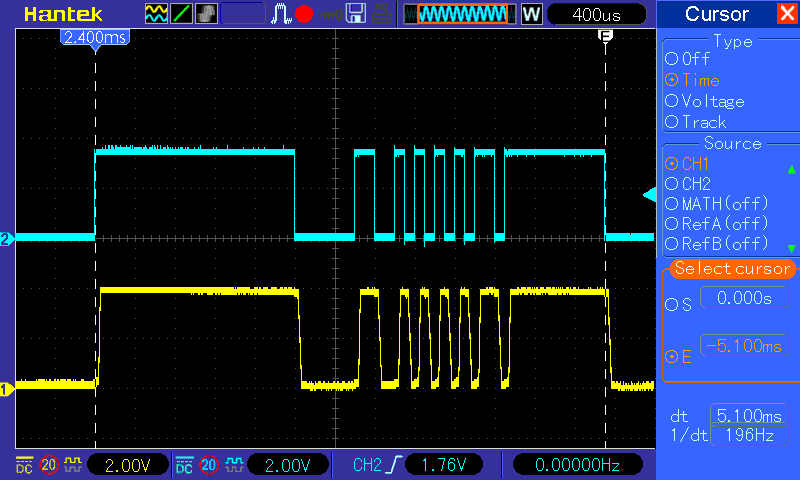 Hantek W 400us
Cursor
2.400ms E
Type
Off
Time
Voltage
Track
Source
CH1
CH2
MATH(off)
RefA(off)
RefB(off)
Select cursor
S 0.000s
E -5.100ms
dt 5.100ms
1/dt 196Hz
2
1
DC 20 2.00V DC 20 2.00V CH2 1.76V 0.00000Hz